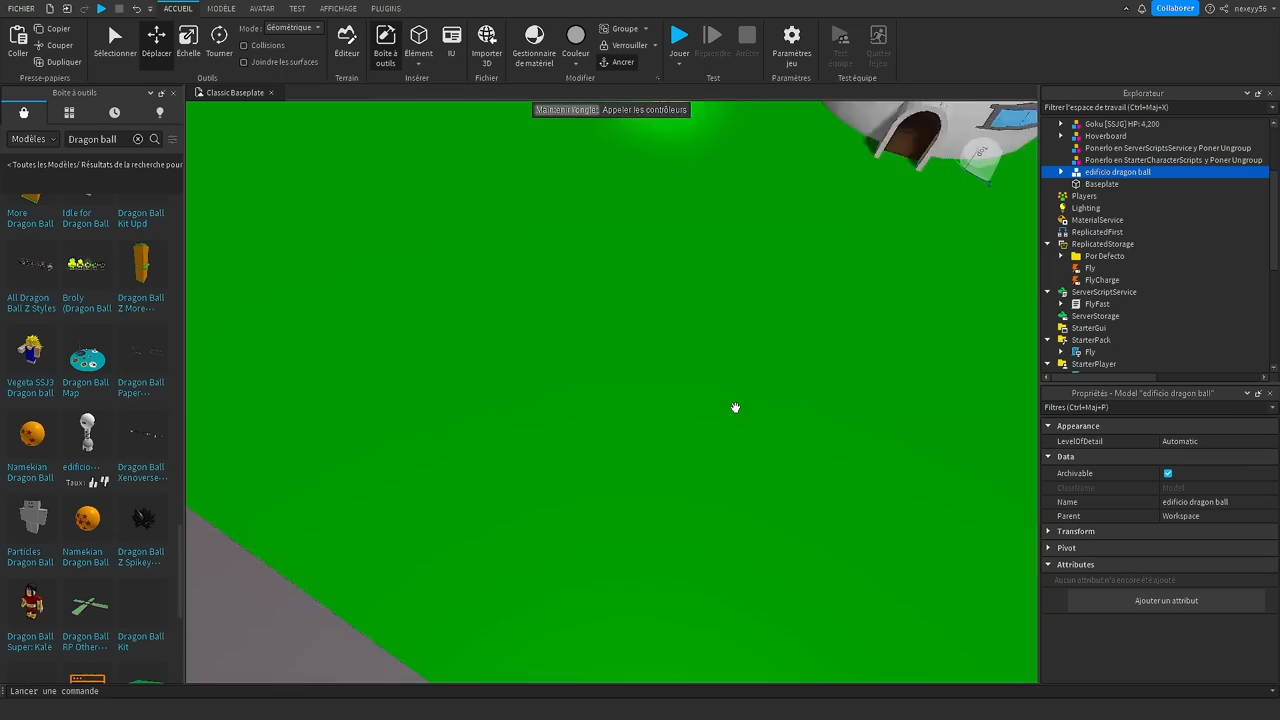 FICHIER
ACCUEIL
MODÈLE
AVATAR
TEST
AFFICHAGE
PLUGINS
Collaborer
nexeyy56
Copier
Couper
Dupliquer
Coller
Presse-papiers
Sélectionner
Déplacer
Échelle
Tourner
Outils
Mode:
Géométrique
Collisions
Joindre les surfaces
Éditeur
Terrain
Boîte à
outils
Élément
IU
Insérer
Importer
3D
Fichier
Gestionnaire
de matériel
Couleur
Groupe
Verrouiller
Ancrer
Modifier
Jouer
Reprendre
Arrêter
Test
Paramètres
jeu
Paramètres
Test
équipe
Quitter
le jeu
Test équipe
Boîte à outils
Modèles
Dragon ball
< Toutes les Modèles/ Résultats de la recherche pour
More
Dragon Ball
Idle for
Dragon Ball
Dragon Ball
Kit Upd
All Dragon
Ball Z Styles
Broly
(Dragon Ball
Dragon Ball
Z More···
Vegeta SSJ3
Dragon ball
Dragon Ball
Map
Dragon Ball
Paper···
Namekian
Dragon Ball
edificio···
Taux:
Dragon Ball
Xenoverse···
Particles
Dragon Ball
Namekian
Dragon Ball
Dragon Ball
Z Spikey···
Dragon Ball
Super: Kale
Dragon Ball
RP Other···
Dragon Ball
Kit
Classic Baseplate
Appeler les contrôleurs
Top
Explorateur
Filtrer l'espace de travail (Ctrl+Maj+X)
Goku [SSJG] HP: 4,200
Hoverboard
Ponerlo en ServerScriptsService y Poner Ungroup
Ponerlo en StarterCharacterScripts y Poner Ungroup
edificio dragon ball
Baseplate
Players
Lighting
MaterialService
ReplicatedFirst
ReplicatedStorage
Por Defecto
Fly
FlyCharge
ServerScriptService
FlyFast
ServerStorage
StarterGui
StarterPack
Fly
StarterPlayer
Propriétés - Model "edificio dragon ball"
Filtres (Ctrl+Maj+P)
Appearance
LevelOfDetail
Automatic
Data
Archivable
ClassName
Model
Name
edificio dragon ball
Parent
Workspace
Transform
Pivot
Attributes
Aucun attribut n'a encore été ajouté
Ajouter un attribut
Lancer une commande